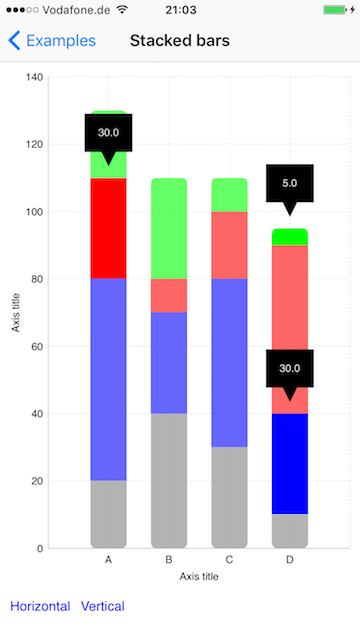 Vodafone.de 21:03
Examples Stacked bars
140
120
100
80
60
40
20
0
Axis title
30.0
5.0
30.0
A B C D
Axis title
Horizontal Vertical